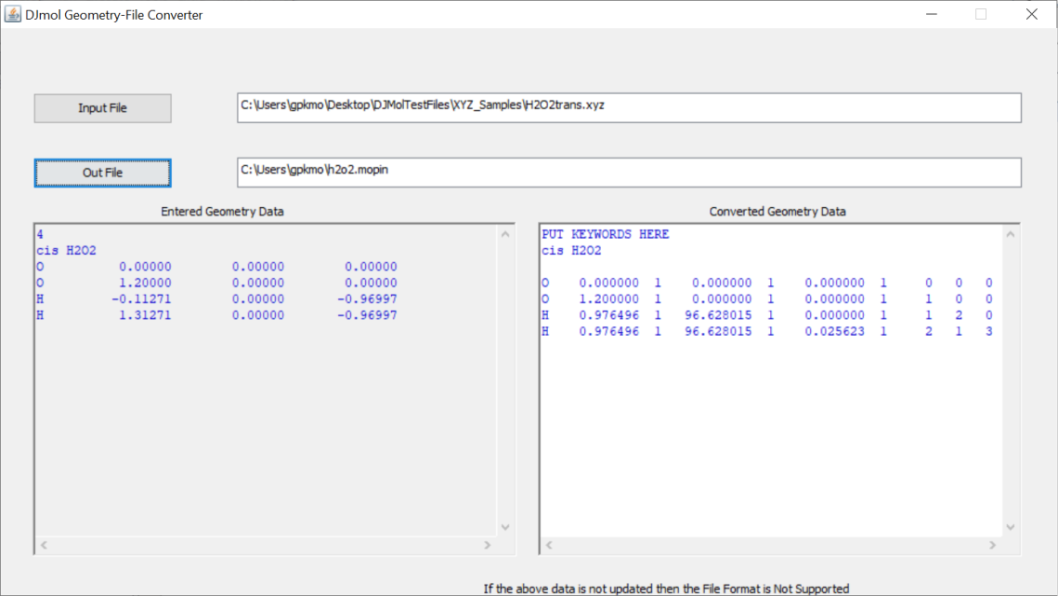 DJmol Geometry-File Converter
Input File
C:\Users\gpkmo\Desktop\DJMolTestFiles\XYZ_Samples\H2O2trans.xyz
Out File
C:\Users\gpkmo\h2o2.mopin
Entered Geometry Data
4
cis H2O2
O 0.00000 0.00000 0.00000
O 1.20000 0.00000 0.00000
H -0.11271 0.00000 -0.96997
H 1.31271 0.00000 -0.96997
Converted Geometry Data
PUT KEYWORDS HERE
cis H2O2
O 0.000000 1 0.000000 1 0.000000 1 0 0 0
O 1.200000 1 0.000000 1 0.000000 1 1 0 0
H 0.976496 1 96.628015 1 0.000000 1 1 2 0
H 0.976496 1 96.628015 1 0.025623 1 2 1 3
If the above data is not updated then the File Format is Not Supported